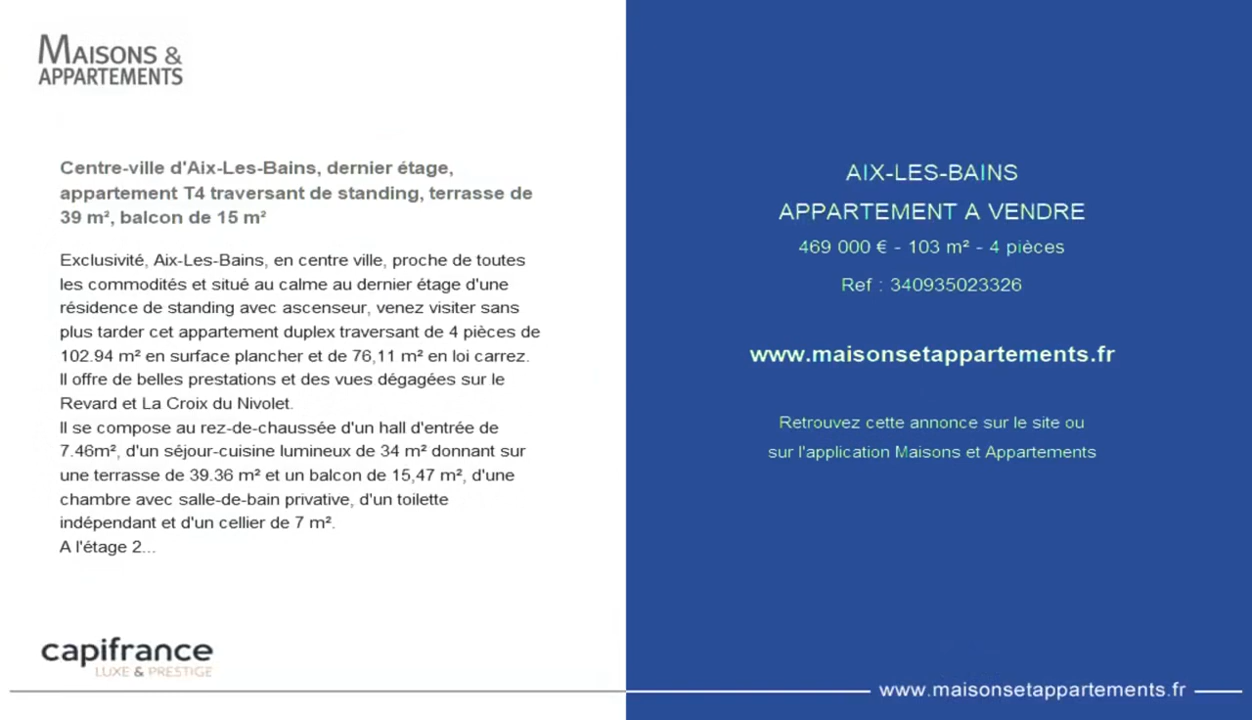 MAISONS &
APPARTEMENTS
Centre-ville d'Aix-Les-Bains, dernier étage,
appartement T4 traversant de standing, terrasse de
39 m², balcon de 15 m²
Exclusivité, Aix-Les-Bains, en centre ville, proche de toutes
les commodités et situé au calme au dernier étage d'une
résidence de standing avec ascenseur, venez visiter sans
plus tarder cet appartement duplex traversant de 4 pièces de
102.94 m² en surface plancher et de 76,11 m² en loi carrez.
Il offre de belles prestations et des vues dégagées sur le
Revard et La Croix du Nivolet.
Il se compose au rez-de-chaussée d'un hall d'entrée de
7.46m², d'un séjour-cuisine lumineux de 34 m² donnant sur
une terrasse de 39.36 m² et un balcon de 15,47 m², d'une
chambre avec salle-de-bain privative, d'un toilette
indépendant et d'un cellier de 7 m².
A l'étage 2...
capifrance
LUXE & PRESTIGE
AIX-LES-BAINS
APPARTEMENT A VENDRE
469 000 € - 103 m² - 4 pièces
Ref : 340935023326
www.maisonsetappartements.fr
Retrouvez cette annonce sur le site ou
sur l'application Maisons et Appartements
www.maisonsetappartements.fr